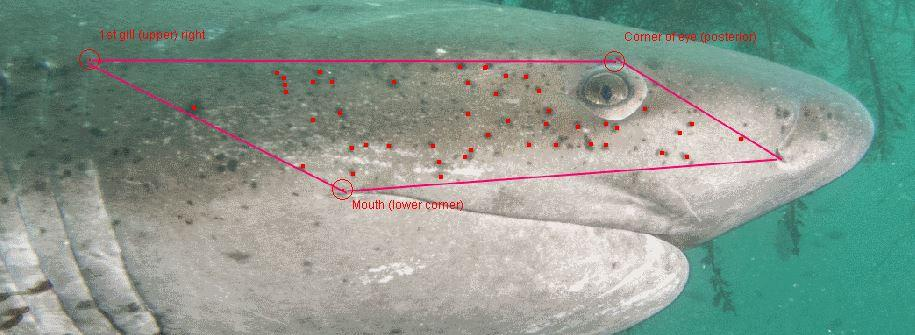 1st gill (upper) right
Corner of eye (posterior)
Mouth (lower corner)